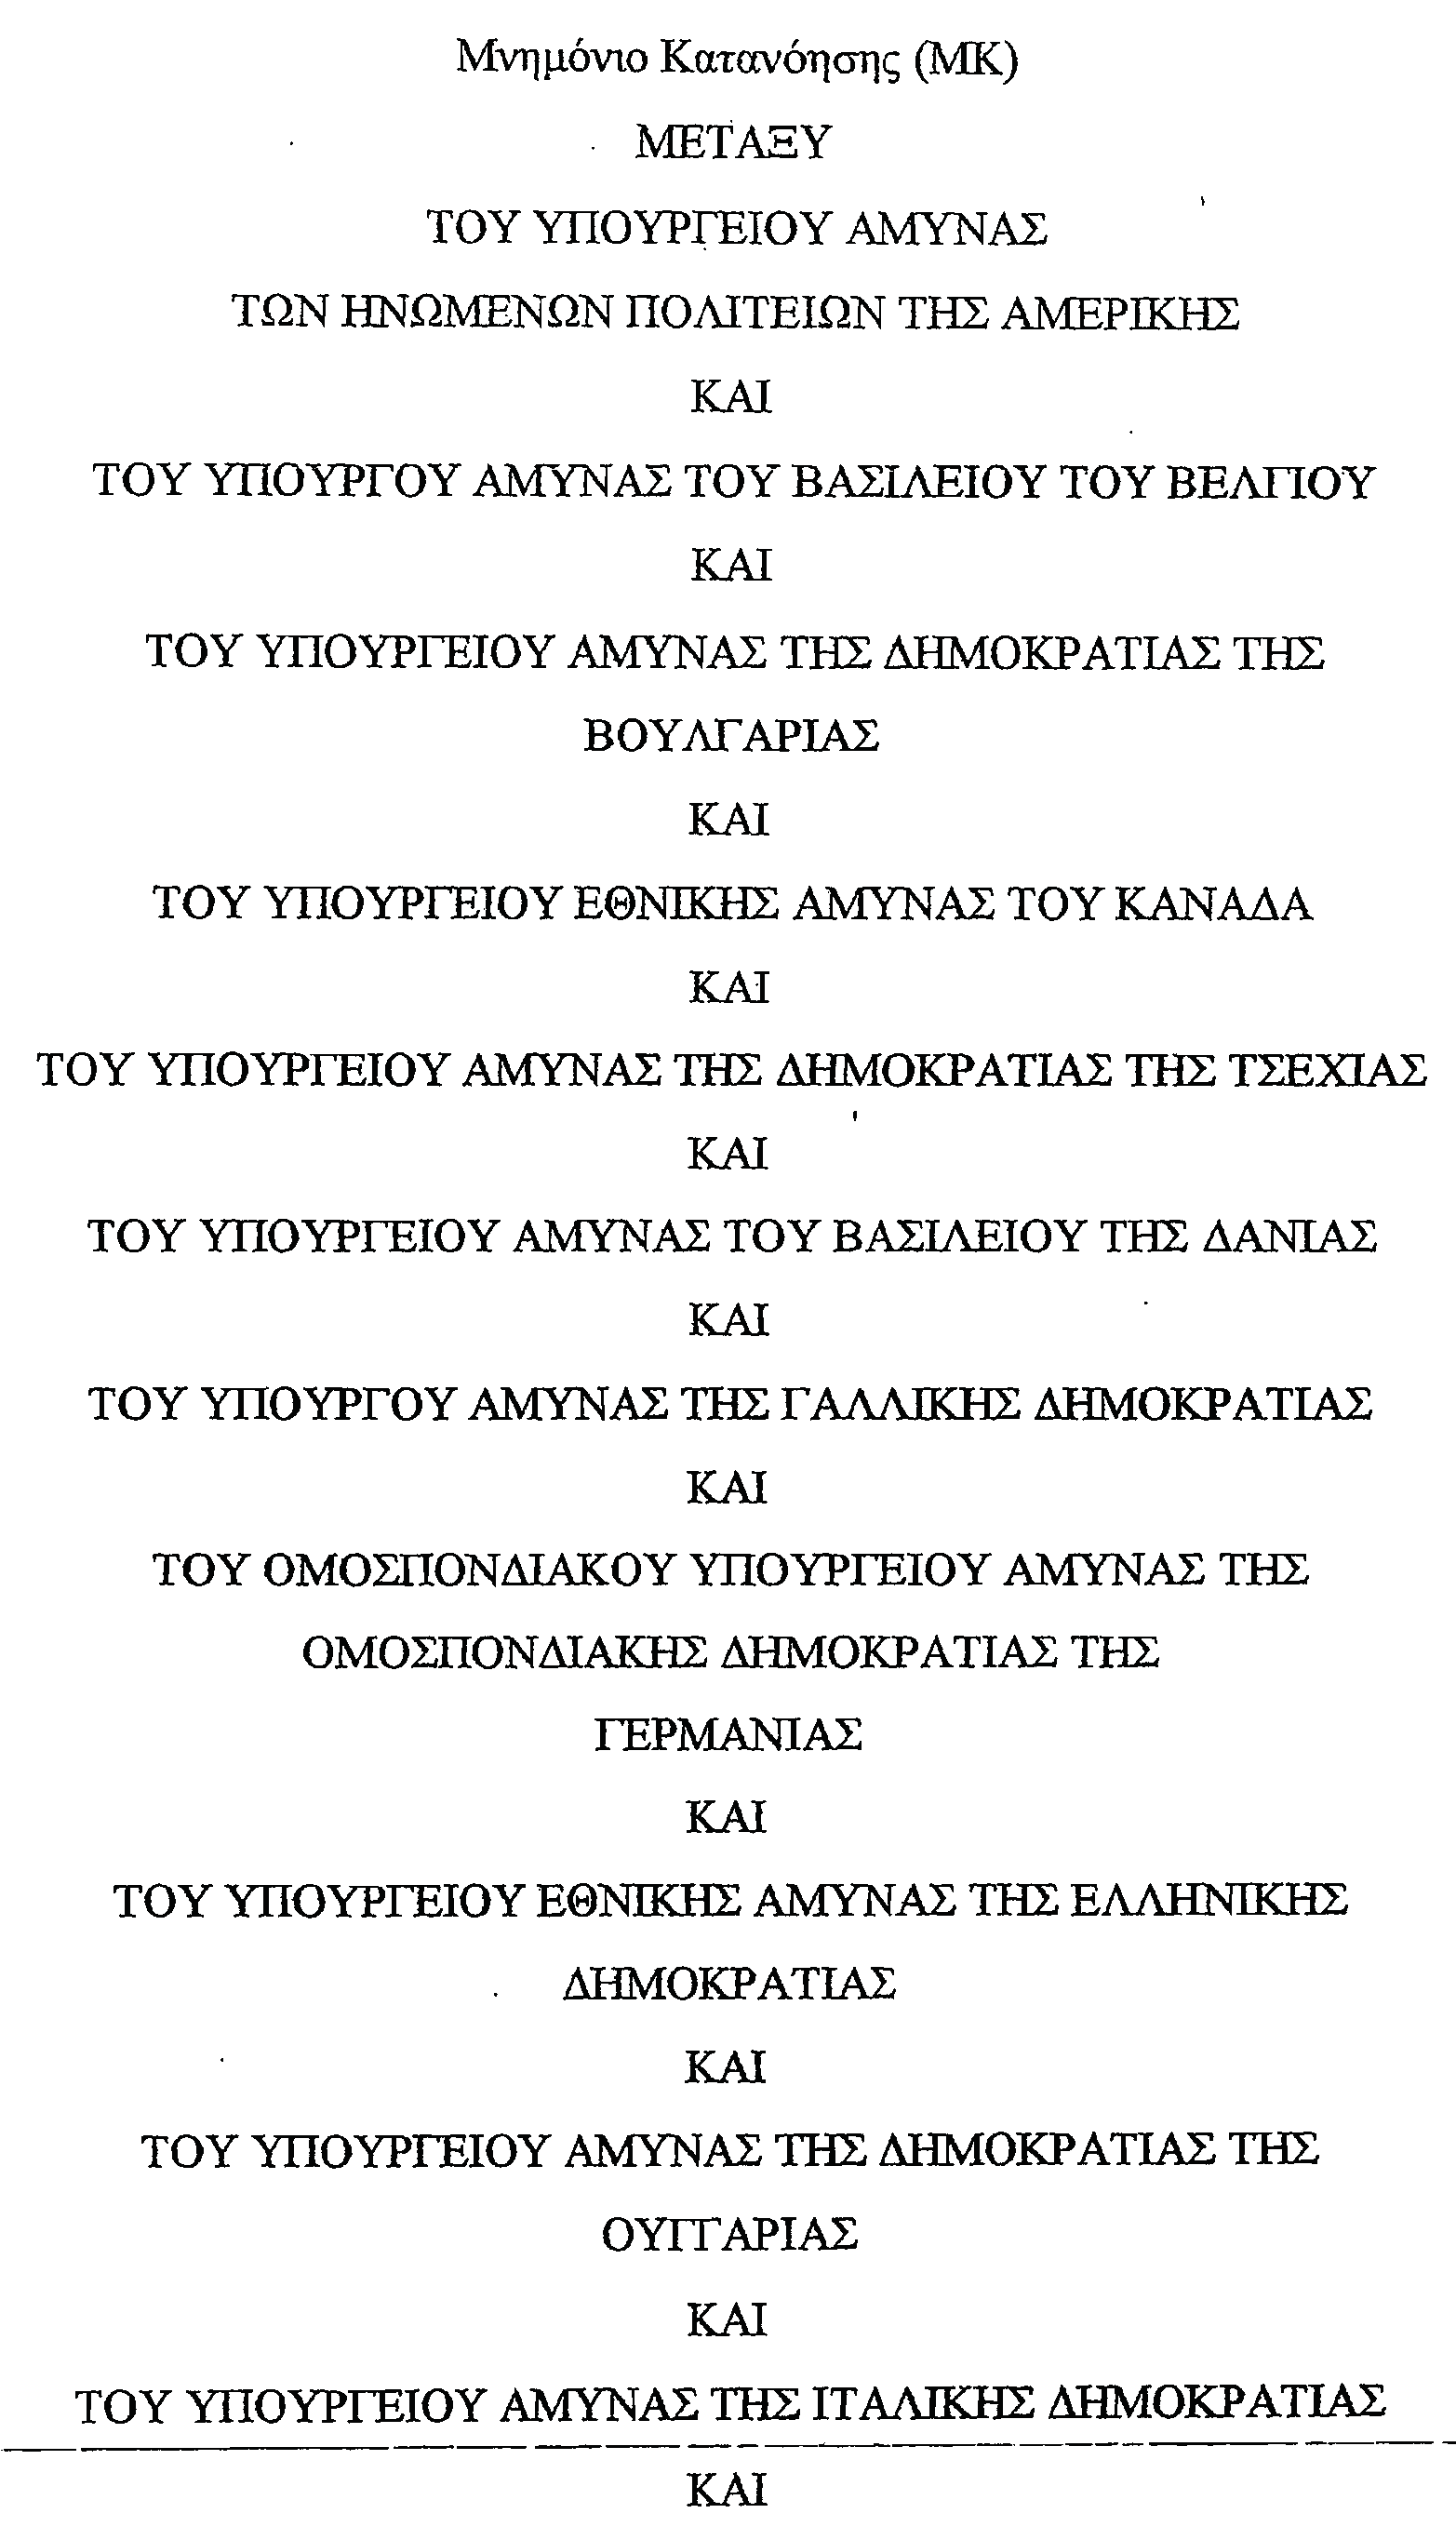 Μνημόνιο Κατανόησης (ΜΚ)
ΜΕΤΑΞΥ
ΤΟΥ ΥΠΟΥΡΓΕΙΟΥ ΑΜΥΝΑΣ
ΤΩΝ ΗΝΩΜΕΝΩΝ ΠΟΛΙΤΕΙΩΝ ΤΗΣ ΑΜΕΡΙΚΗΣ
ΚΑΙ
ΤΟΥ ΥΠΟΥΡΓΟΥ ΑΜΥΝΑΣ ΤΟΥ ΒΑΣΙΛΕΙΟΥ ΤΟΥ ΒΕΛΓΙΟΥ
ΚΑΙ
ΤΟΥ ΥΠΟΥΡΓΕΙΟΥ ΑΜΥΝΑΣ ΤΗΣ ΔΗΜΟΚΡΑΤΙΑΣ ΤΗΣ
ΒΟΥΛΓΑΡΙΑΣ
ΚΑΙ
ΤΟΥ ΥΠΟΥΡΓΕΙΟΥ ΕΘΝΙΚΗΣ ΑΜΥΝΑΣ ΤΟΥ ΚΑΝΑΔΑ
ΚΑΙ
ΤΟΥ ΥΠΟΥΡΓΕΙΟΥ ΑΜΥΝΑΣ ΤΗΣ ΔΗΜΟΚΡΑΤΙΑΣ ΤΗΣ ΤΣΕΧΙΑΣ
ΚΑΙ
ΤΟΥ ΥΠΟΥΡΓΕΙΟΥ ΑΜΥΝΑΣ ΤΟΥ ΒΑΣΙΛΕΙΟΥ ΤΗΣ ΔΑΝΙΑΣ
ΚΑΙ
ΤΟΥ ΥΠΟΥΡΓΟΥ ΑΜΥΝΑΣ ΤΗΣ ΓΑΛΛΙΚΗΣ ΔΗΜΟΚΡΑΤΙΑΣ
ΚΑΙ
ΤΟΥ ΟΜΟΣΠΟΝΔΙΑΚΟΥ ΥΠΟΥΡΓΕΙΟΥ ΑΜΥΝΑΣ ΤΗΣ
ΟΜΟΣΠΟΝΔΙΑΚΗΣ ΔΗΜΟΚΡΑΤΙΑΣ ΤΗΣ
ΓΕΡΜΑΝΙΑΣ
ΚΑΙ
ΤΟΥ ΥΠΟΥΡΓΕΙΟΥ ΕΘΝΙΚΗΣ ΑΜΥΝΑΣ ΤΗΣ ΕΛΛΗΝΙΚΗΣ
ΔΗΜΟΚΡΑΤΙΑΣ
ΚΑΙ
ΤΟΥ ΥΠΟΥΡΓΕΙΟΥ ΑΜΥΝΑΣ ΤΗΣ ΔΗΜΟΚΡΑΤΙΑΣ ΤΗΣ
ΟΥΓΓΑΡΙΑΣ
ΚΑΙ
ΤΟΥ ΥΠΟΥΡΓΕΙΟΥ ΑΜΥΝΑΣ ΤΗΣ ΙΤΑΛΙΚΗΣ ΔΗΜΟΚΡΑΤΙΑΣ
ΚΑΙ